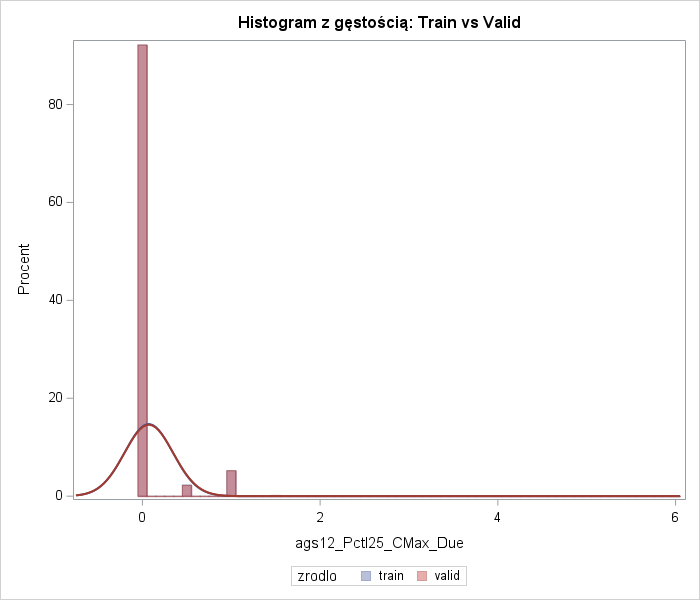 Histogram z gęstością: Train vs Valid
80
60
40
20
0
Procent
0 2 4 6
ags12_Pctl25_CMax_Due
zrodlo train valid